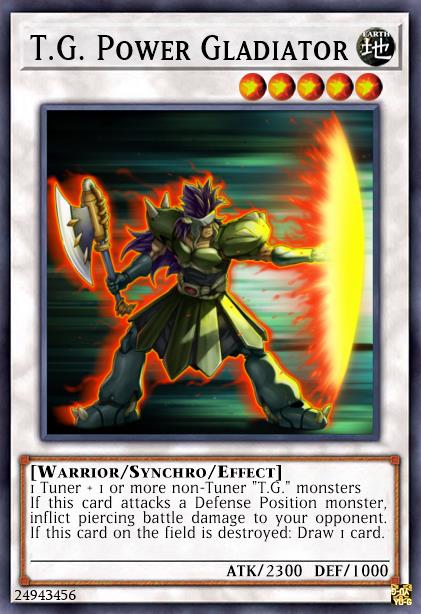 T.G. Power Gladiator
EARTH
地
[Warrior/Synchro/Effect]
1 Tuner + 1 or more non-Tuner "T.G." monsters
If this card attacks a Defense Position monster,
inflict piercing battle damage to your opponent.
If this card on the field is destroyed: Draw 1 card.
ATK/2300 DEF/1000
24943456